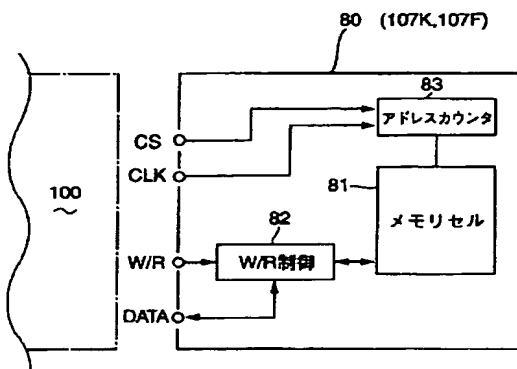 80 (107K,107F)
83
アドレスカウンタ
CS
CLK
81
メモリセル
100
82
W/R
W/R制御
DATA